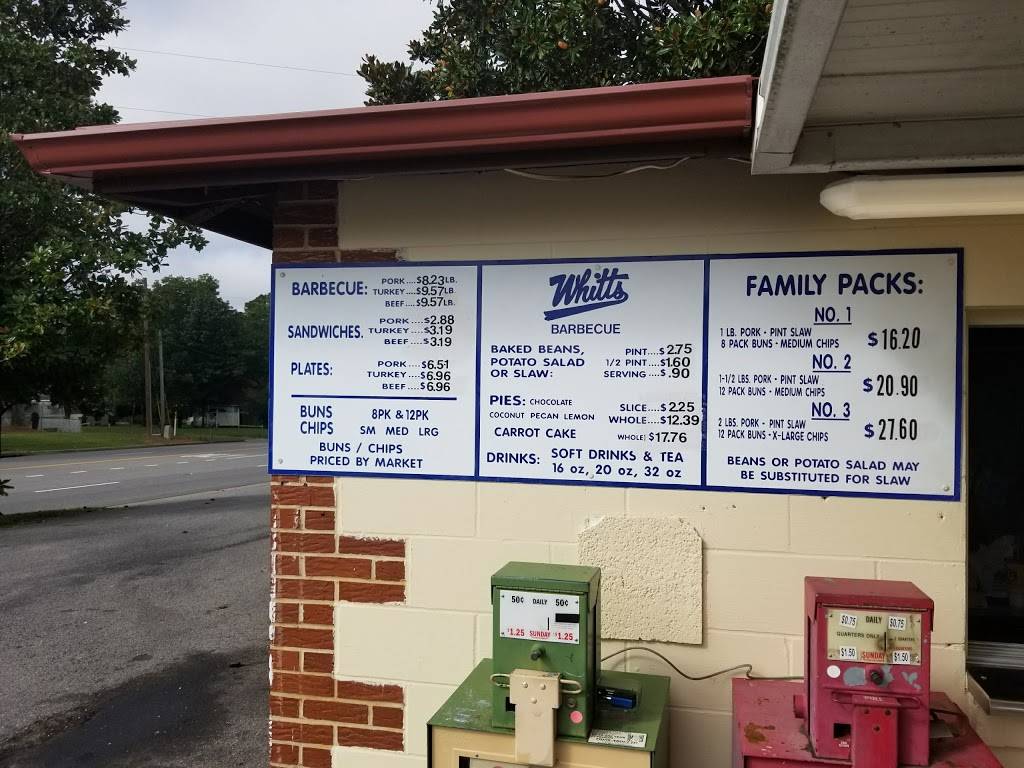 BARBECUE: PORK....$8.23LB.
TURKEY....$9.57LB.
BEEF....$9.57LB.
SANDWICHES. PORK....$2.88
TURKEY....$3.19
BEEF....$3.19
PLATES: PORK....$6.51
TURKEY....$6.96
BEEF....$6.96
BUNS 8PK & 12PK
CHIPS SM MED LRG
BUNS / CHIPS
PRICED BY MARKET
Whitts
BARBECUE
BAKED BEANS, PINT....$2.75
POTATO SALAD 1/2 PINT....$1.60
OR SLAW: SERVING....$.90
PIES: CHOCOLATE SLICE....$2.25
COCONUT PECAN LEMON WHOLE....$12.39
CARROT CAKE WHOLE: $17.76
DRINKS: SOFT DRINKS & TEA
16 oz, 20 oz, 32 oz
FAMILY PACKS:
NO. 1
1 LB. PORK - PINT SLAW
8 PACK BUNS - MEDIUM CHIPS $16.20
NO. 2
1-1/2 LBS. PORK - PINT SLAW
12 PACK BUNS - MEDIUM CHIPS $20.90
NO. 3
2 LBS. PORK - PINT SLAW
12 PACK BUNS - X-LARGE CHIPS $27.60
BEANS OR POTATO SALAD MAY
BE SUBSTITUTED FOR SLAW
50¢ DAILY 50¢
$1.25 SUNDAY $1.25
$0.75 DAILY $0.75
QUARTERS ONLY
$1.50 SUNDAY $1.50